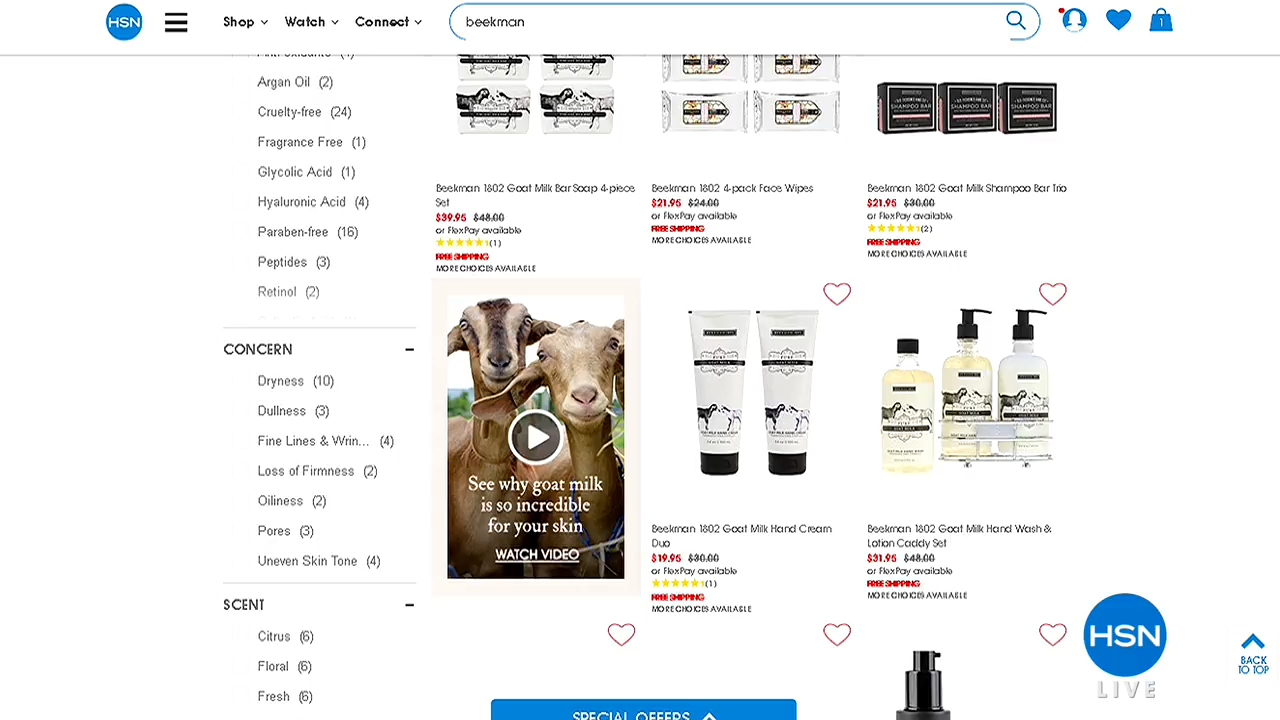 HSN
Shop
Watch
Connect
beekman
1
Argan Oil (2)
Cruelty-free (24)
Fragrance Free (1)
Glycolic Acid (1)
Hyaluronic Acid (4)
Paraben-free (16)
Peptides (3)
Retinol (2)
CONCERN
Dryness (10)
Dullness (3)
Fine Lines & Wrin... (4)
Loss of Firmness (2)
Oiliness (2)
Pores (3)
Uneven Skin Tone (4)
SCENT
Citrus (6)
Floral (6)
Fresh (6)
SHAMPOO BAR
SHAMPOO BAR
SHAMPOO BAR
Beekman 1802 Goat Milk Bar Soap 4-piece
Set
$39.95 $48.00
or FlexPay available
(1)
FREE SHIPPING
MORE CHOICES AVAILABLE
Beekman 1802 4-pack Face Wipes
$21.95 $24.00
or FlexPay available
FREE SHIPPING
MORE CHOICES AVAILABLE
Beekman 1802 Goat Milk Shampoo Bar Trio
$21.95 $30.00
or FlexPay available
(2)
FREE SHIPPING
MORE CHOICES AVAILABLE
See why goat milk
is so incredible
for your skin
WATCH VIDEO
Beekman 1802 Goat Milk Hand Cream
Duo
$19.95 $30.00
or FlexPay available
(1)
FREE SHIPPING
MORE CHOICES AVAILABLE
Beekman 1802 Goat Milk Hand Wash &
Lotion Caddy Set
$31.95 $48.00
or FlexPay available
FREE SHIPPING
MORE CHOICES AVAILABLE
SPECIAL OFFERS
HSN
LIVE
BACK
TO TOP